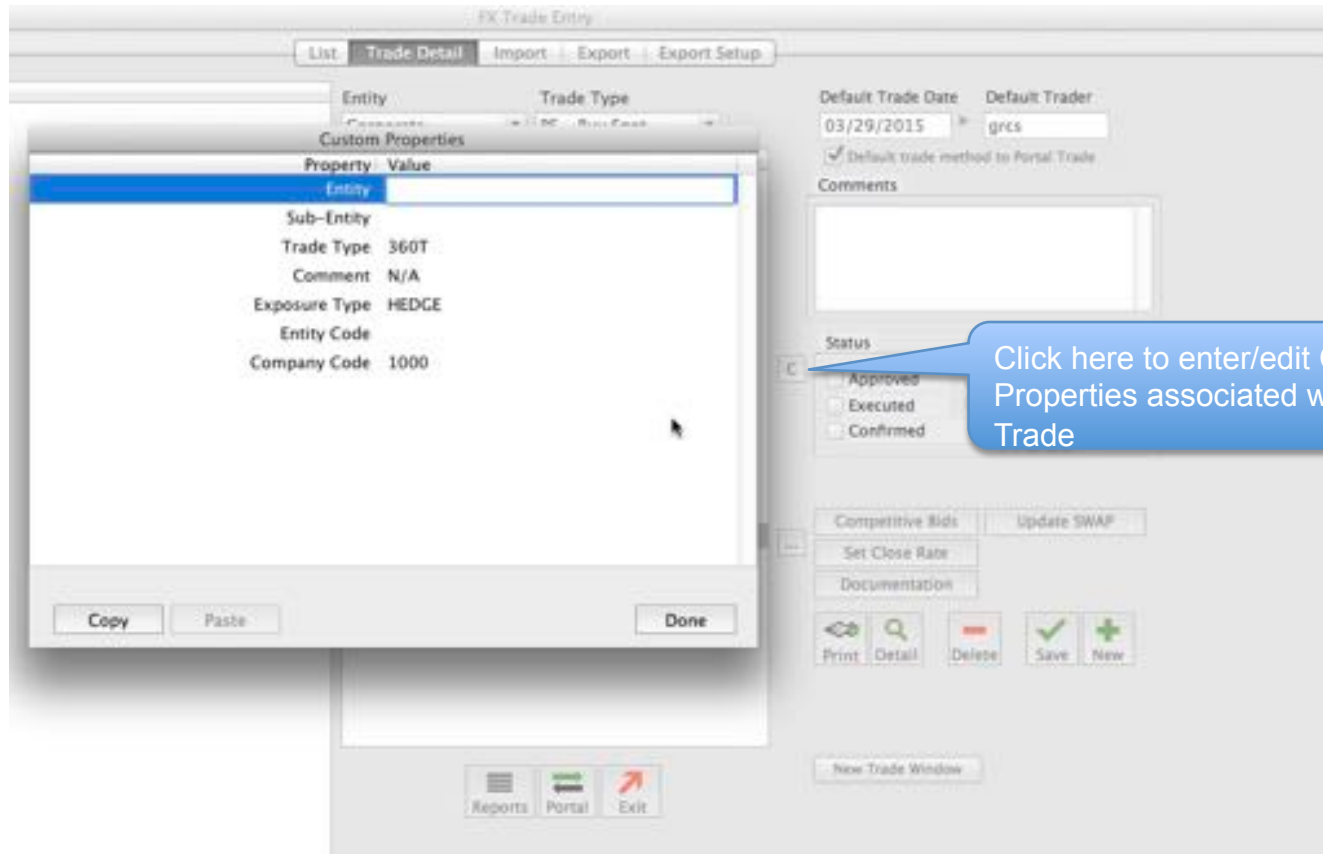 FX Trade Entry
List Trade Detail Import Export Export Setup
Entity Trade Type Default Trade Date Default Trader
03/29/2015 grcs
Default trade method to Portal Trade
Comments
Custom Properties
Property Value
Entity
Sub-Entity
Trade Type 360T
Comment N/A
Exposure Type HEDGE
Entity Code
Company Code 1000
Copy Paste Done
C
Status
Approved
Executed
Confirmed
Click here to enter/edit
Properties associated
Trade
Competitive Bids Update SWAP
...
Set Close Rate
Documentation
Print Detail Delete Save New
New Trade Window
Reports Portal Exit